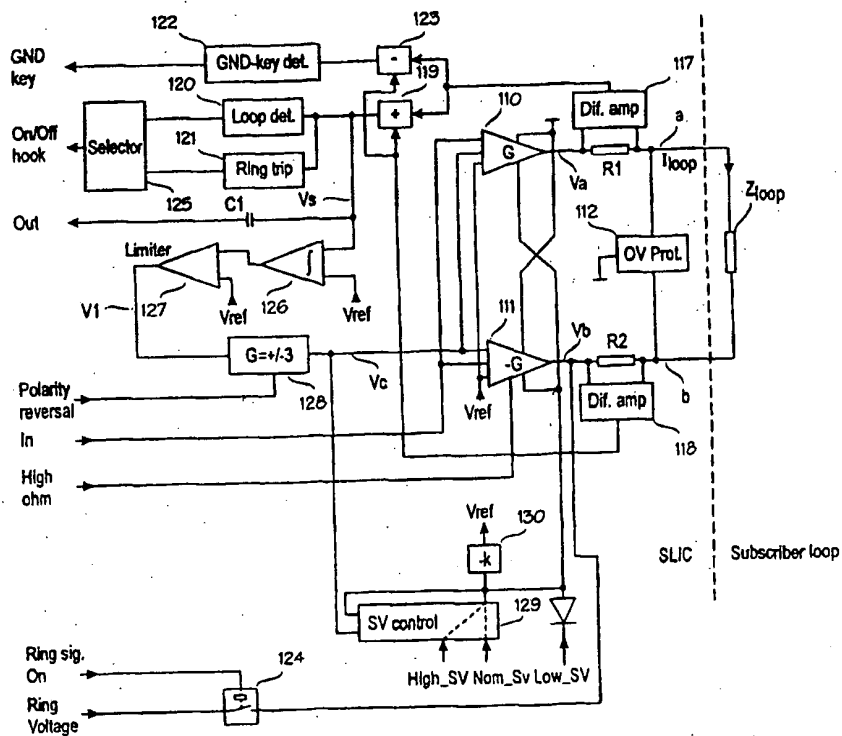 122
123
GND
key
GND-key det.
-
119
117
120
110
Dif. amp
Loop det.
+
On/Off
hook
Selector
121
G
a
Va
R1
Iloop
Ring trip
125
C1
Vs
112
Zloop
Out
OV Prot.
Limiter
∫
V1
127
126
Vref
Vref
111
Vb
R2
G=+/-3
-G
Vc
b
Polarity
reversal
128
Vref
Dif. amp
In
118
High
ohm
Vref
130
-k
SLIC
Subscriber loop
SV control
129
Ring sig.
On
124
High_SV Nom_Sv Low_SV
Ring
Voltage